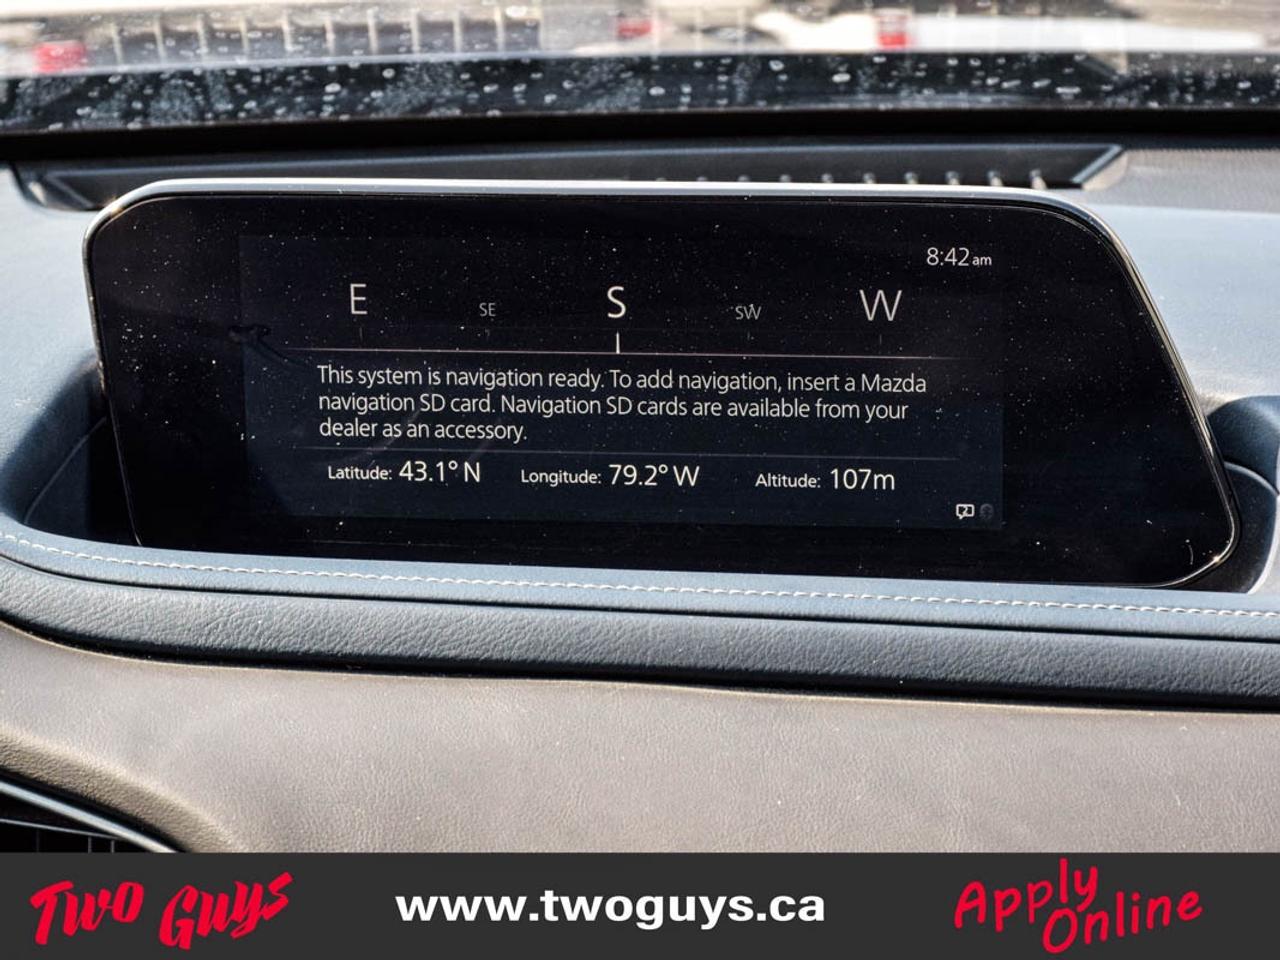 8:42am
E SE S SW W
This system is navigation ready. To add navigation, insert a Mazda
navigation SD card. Navigation SD cards are available from your
dealer as an accessory.
Latitude: 43.1° N Longitude: 79.2° W Altitude: 107m
Two Guys www.twoguys.ca Apply Online